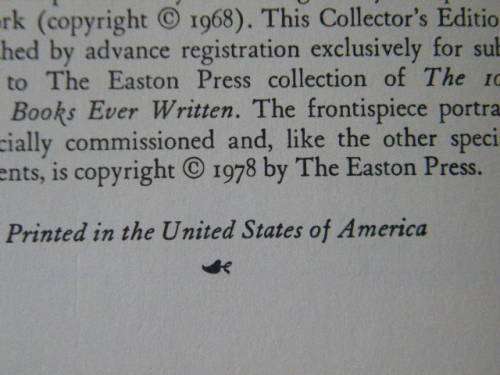 rk (copyright © 1968). This Collector's Editio
hed by advance registration exclusively for sub
to The Easton Press collection of The 10
Books Ever Written. The frontispiece portra
cially commissioned and, like the other speci
ents, is copyright © 1978 by The Easton Press.
Printed in the United States of America